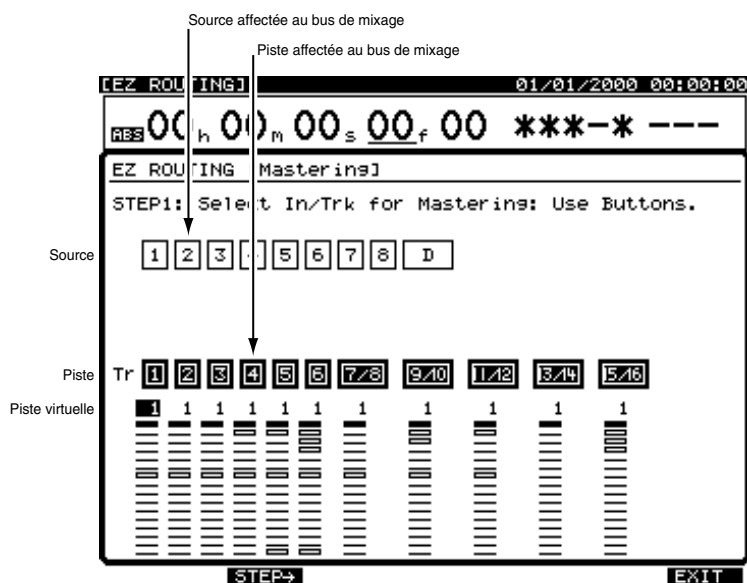 Source affectée au bus de mixage
Piste affectée au bus de mixage
[EZ ROUTING] 01/01/2000 00:00:00
ABS 00h 00m 00s 00f 00 ***-* ---
EZ ROUTING [Mastering]
STEP1: Select In/Trk for Mastering: Use Buttons.
Source 1 2 3 5 6 7 8 D
Piste Tr 1 2 3 4 5 6 7/8 9/10 11/12 13/14 15/16
Piste virtuelle 1 1 1 1 1 1 1 1 1 1 1
STEP→ EXIT